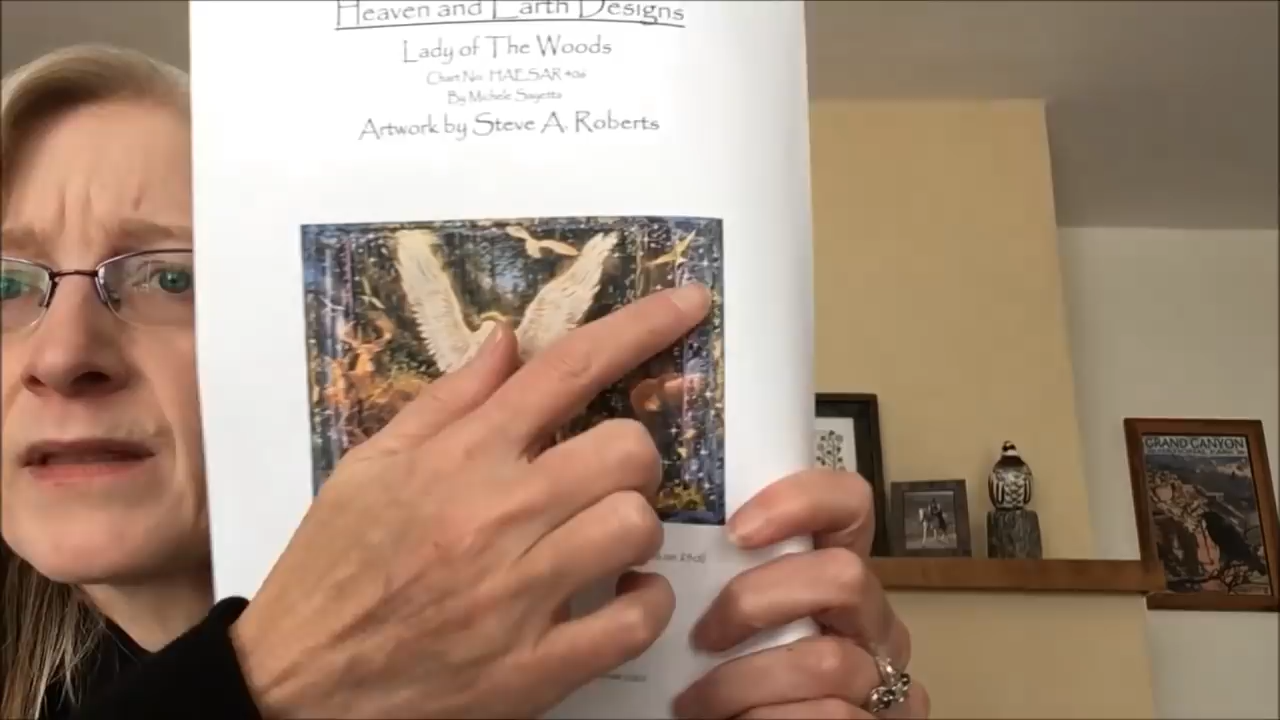 Heaven and Earth Designs
Lady of The Woods
Chart No: HAESAR 406
By Michele Sayetta
Artwork by Steve A. Roberts
GRAND CANYON